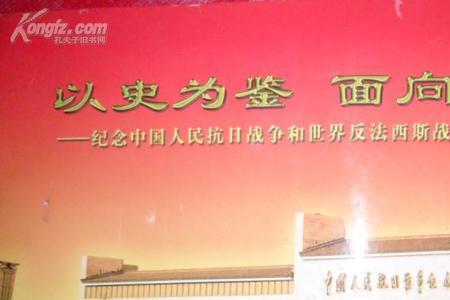 Kongfz.com
孔夫子旧书网
以史为鉴 面向
——纪念中国人民抗日战争和世界反法西斯战
中国人民抗日战争